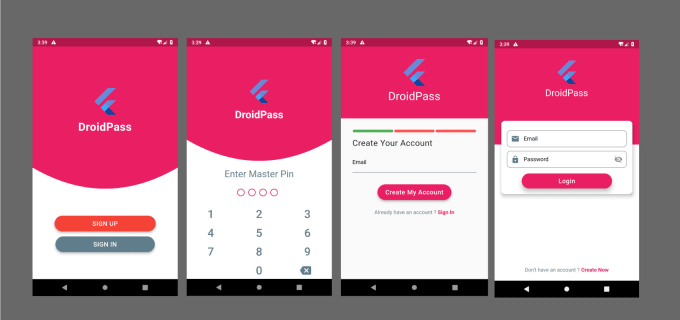 3:39
DroidPass
SIGN UP
SIGN IN
3:39
DroidPass
Enter Master Pin
1 2 3
4 5 6
7 8 9
0
3:39
DroidPass
Create Your Account
Email
Create My Account
Already have an account ? Sign In
3:39
DroidPass
Email
Password
Login
Don't have an account ? Create Now